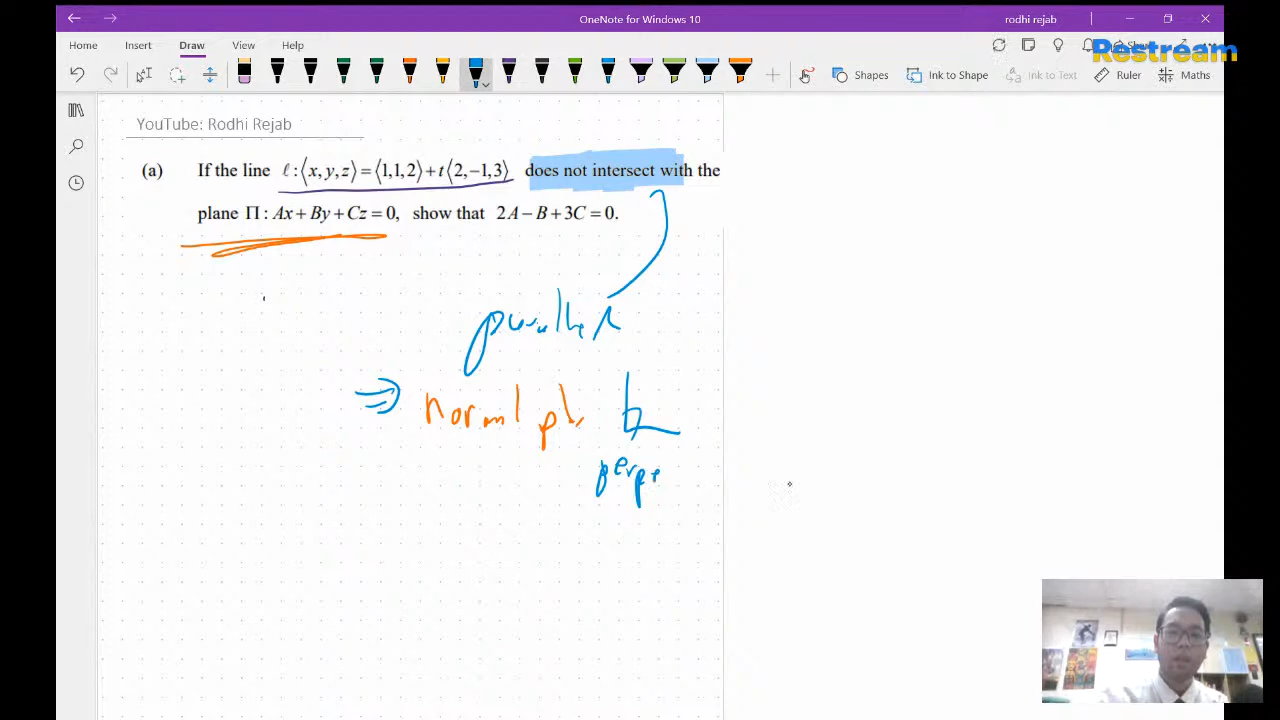 OneNote for Windows 10
rodhi rejab
Home Insert Draw View Help
Restream
Shapes Ink to Shape Ink to Text Ruler Maths
YouTube: Rodhi Rejab
(a) If the line ℓ:⟨x, y, z⟩=⟨1,1,2⟩+t⟨2,−1,3⟩ does not intersect with the
plane Π: Ax+By+Cz=0, show that 2A−B+3C=0.
⇒ normal
perpe